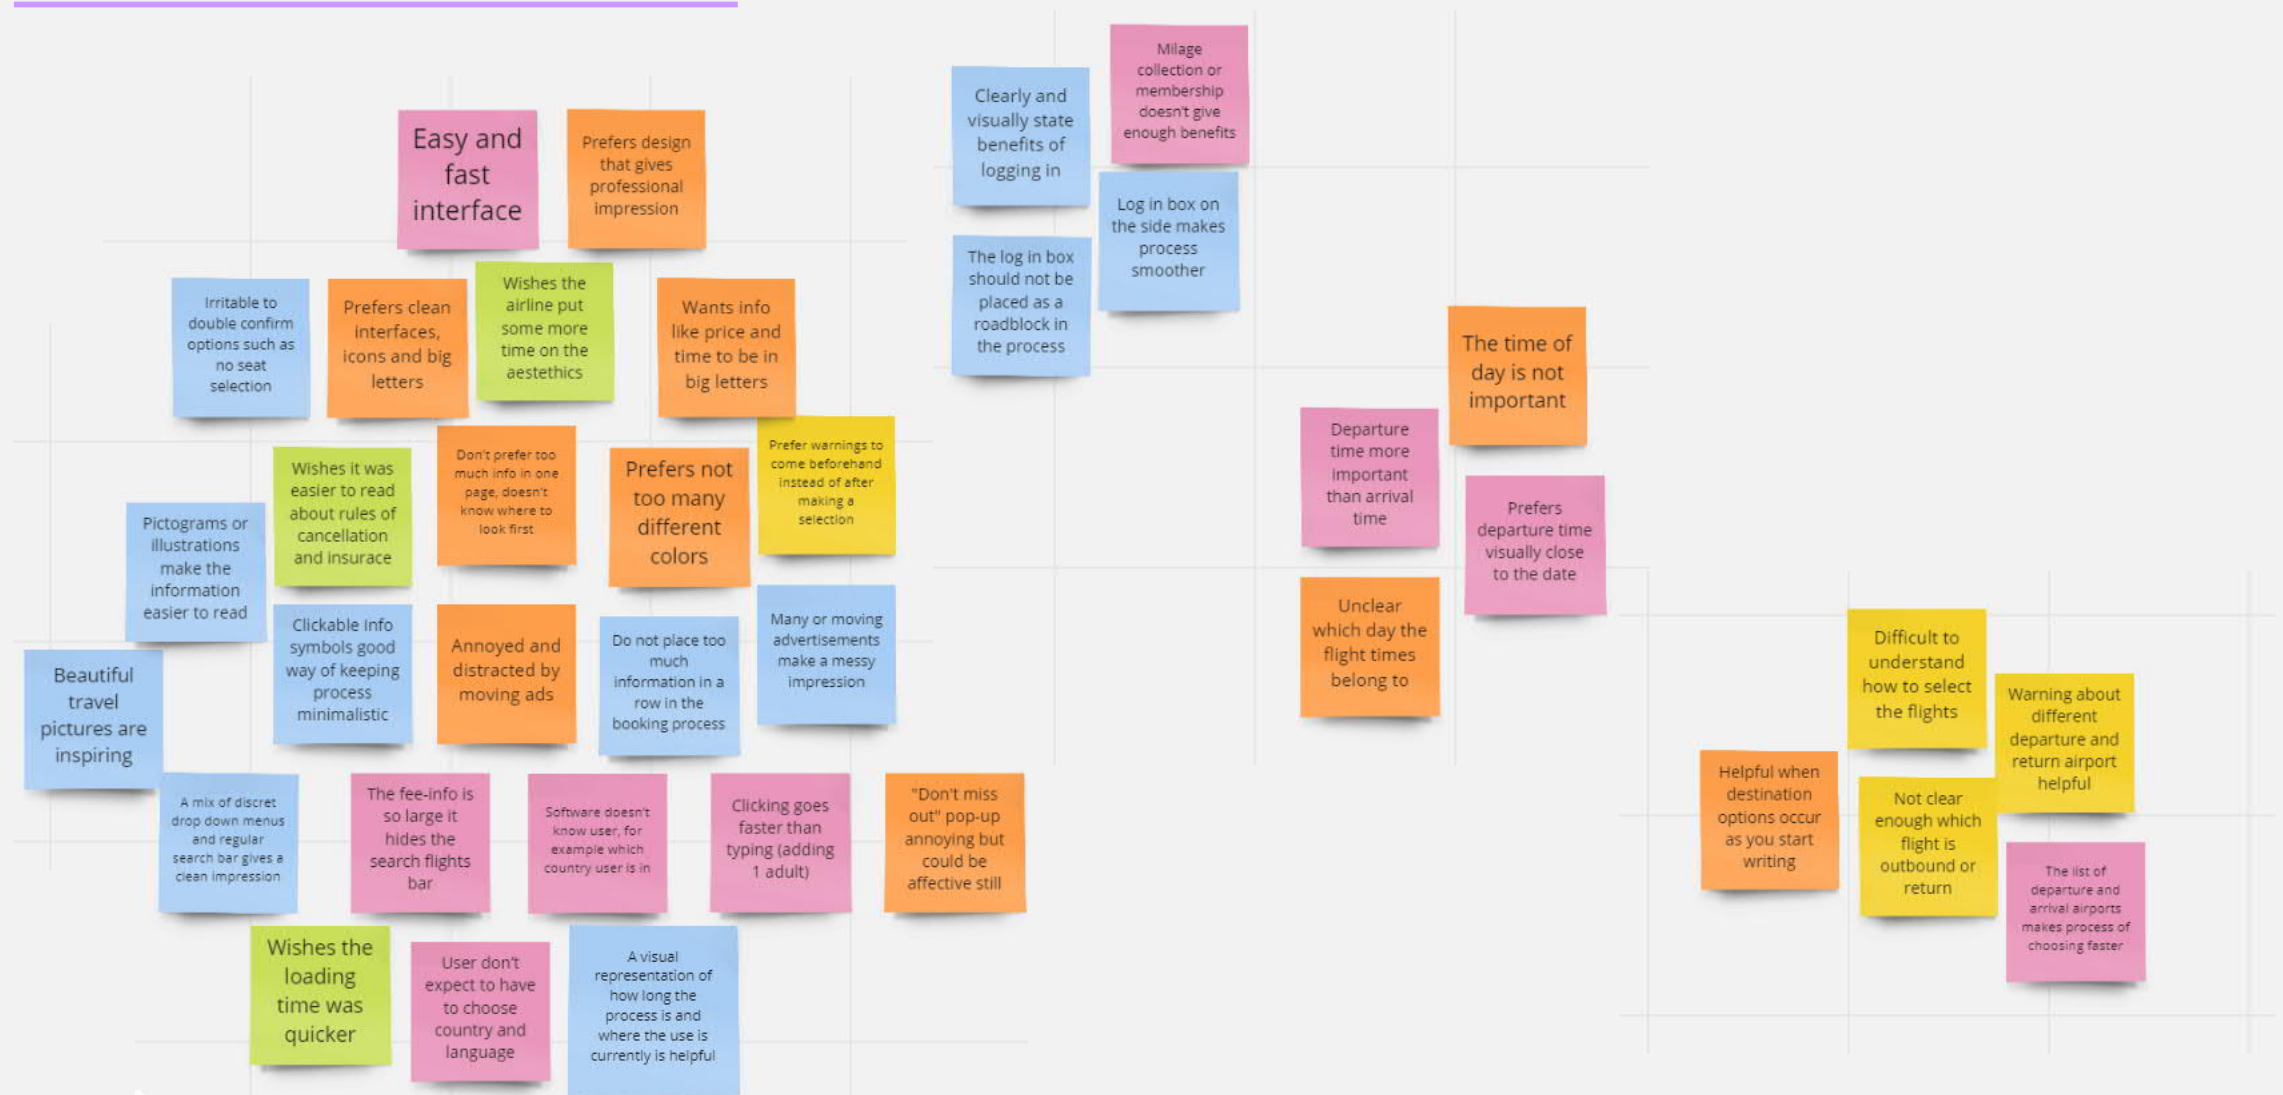 Easy and
fast
interface
Prefers design
that gives
professional
impression
Irritable to
double confirm
options such as
no seat
selection
Prefers clean
interfaces,
icons and big
letters
Wishes the
airline put
some more
time on the
aestethics
Wants info
like price and
time to be in
big letters
Pictograms or
illustrations
make the
information
easier to read
Wishes it was
easier to read
about rules of
cancellation
and insurace
Don't prefer too
much info in one
page, doesn't
know where to
look first
Prefers not
too many
different
colors
Prefer warnings to
come beforehand
instead of after
making a
selection
Beautiful
travel
pictures are
inspiring
Clickable info
symbols good
way of keeping
process
minimalistic
Annoyed and
distracted by
moving ads
Do not place too
much
information in a
row in the
booking process
Many or moving
advertisements
make a messy
impression
A mix of discret
drop down menus
and regular
search bar gives a
clean impression
The fee-info is
so large it
hides the
search flights
bar
Software doesn't
know user, for
example which
country user is in
Clicking goes
faster than
typing (adding
1 adult)
"Don't miss
out" pop-up
annoying but
could be
affective still
Wishes the
loading
time was
quicker
User don't
expect to have
to choose
country and
language
A visual
representation of
how long the
process is and
where the use is
currently is helpful
Clearly and
visually state
benefits of
logging in
Milage
collection or
membership
doesn't give
enough benefits
The log in box
should not be
placed as a
roadblock in
the process
Log in box on
the side makes
process
smoother
The time of
day is not
important
Departure
time more
important
than arrival
time
Prefers
departure time
visually close
to the date
Unclear
which day the
flight times
belong to
Difficult to
understand
how to select
the flights
Warning about
different
departure and
return airport
helpful
Helpful when
destination
options occur
as you start
writing
Not clear
enough which
flight is
outbound or
return
The list of
departure and
arrival airports
makes process of
choosing faster